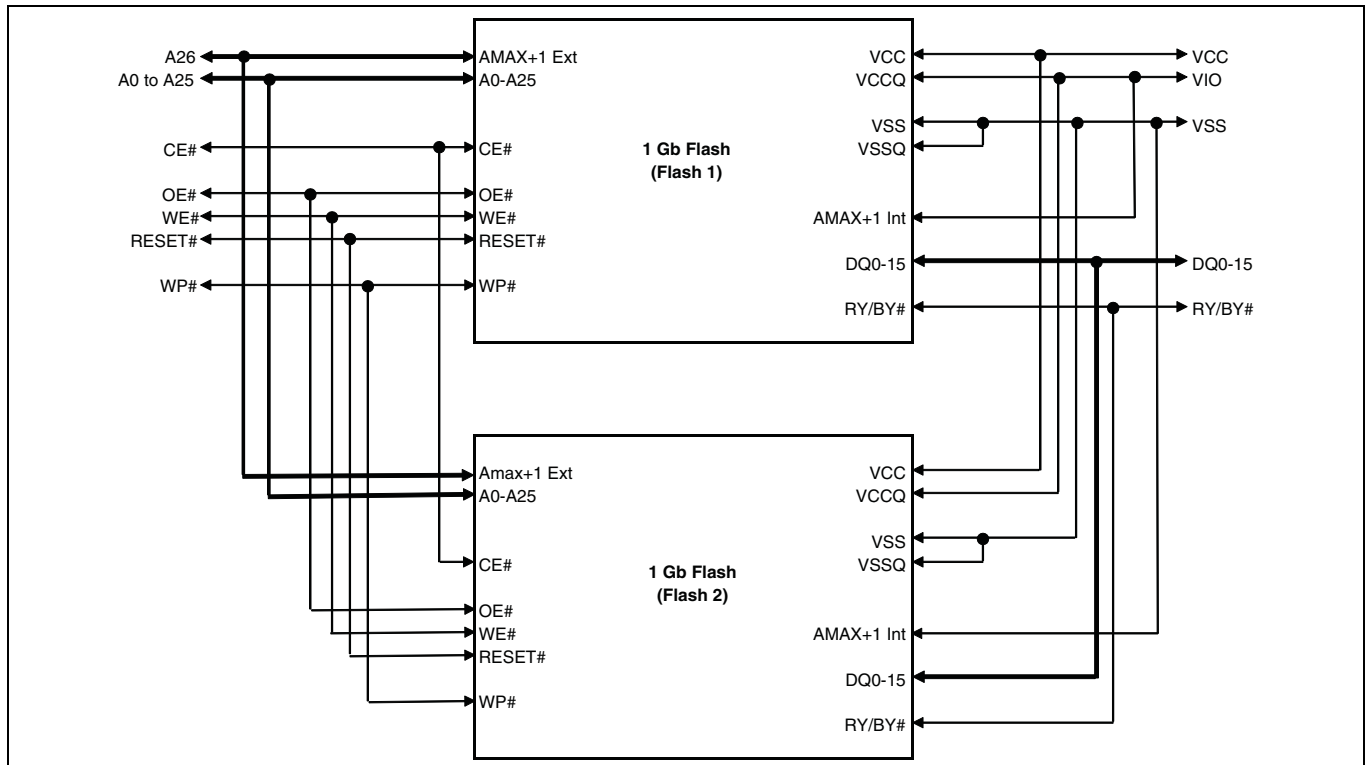 A26
A0 to A25
CE#
OE#
WE#
RESET#
WP#
AMAX+1 Ext
A0-A25
CE#
OE#
WE#
RESET#
WP#
1 Gb Flash
(Flash 1)
VCC
VCCQ
VSS
VSSQ
AMAX+1 Int
DQ0-15
RY/BY#
VCC
VIO
VSS
DQ0-15
RY/BY#
Amax+1 Ext
A0-A25
CE#
OE#
WE#
RESET#
WP#
1 Gb Flash
(Flash 2)
VCC
VCCQ
VSS
VSSQ
AMAX+1 Int
DQ0-15
RY/BY#